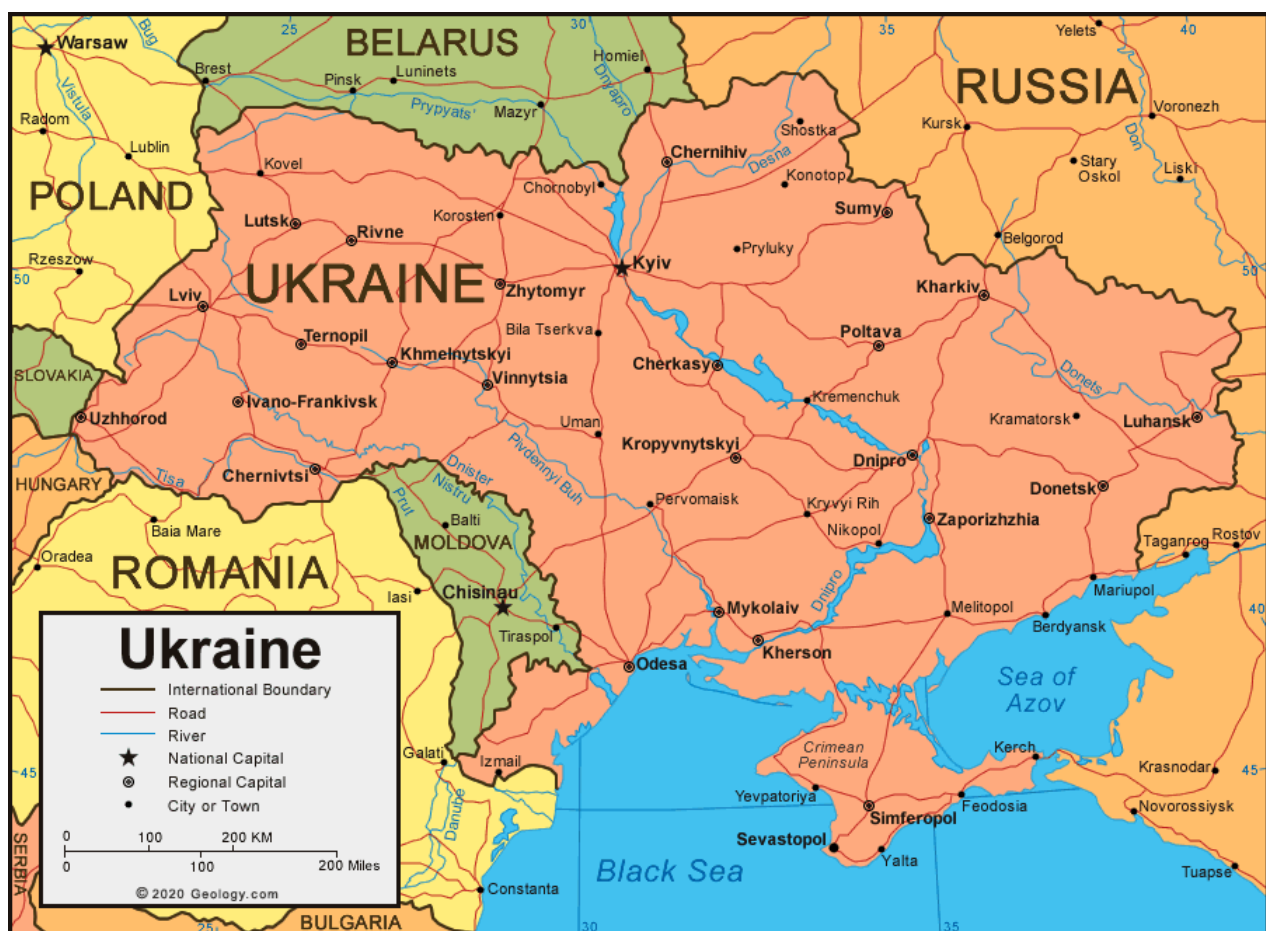 25
30
35
40
Warsaw
Bug
BELARUS
Homiel
Yelets
Brest
Pinsk
Luninets
Dnyapro
RUSSIA
Vistula
Prypyats'
Mazyr
Voronezh
Radom
Shostka
Kursk
Don
Lublin
Chernihiv
Desna
Stary
Oskol
Liski
Kovel
Chornobyl
Konotop
POLAND
Lutsk
Rivne
Korosten
Sumy
Belgorod
Pryluky
Rzeszow
Kyiv
50
50
UKRAINE
Zhytomyr
Kharkiv
Lviv
Bila Tserkva
Poltava
Ternopil
Khmelnytskyi
Cherkasy
SLOVAKIA
Vinnytsia
Donets
Ivano-Frankivsk
Kremenchuk
Uzhhorod
Uman
Kramatorsk
Luhansk
Kropyvnytskyi
Pivdennyi Buh
Dnister
Dnipro
Chernivtsi
Tisa
HUNGARY
Nistru
Prut
Donetsk
Pervomaisk
Kryvyi Rih
Baia Mare
Balti
Zaporizhzhia
Nikopol
MOLDOVA
Rostov
Taganrog
Oradea
ROMANIA
Chisinau
Iasi
Mariupol
Dnipro
Mykolaiv
Melitopol
40
Berdyansk
Tiraspol
Kherson
Odesa
Sea of
Azov
Ukraine
International Boundary
Road
River
National Capital
Regional Capital
City or Town
0 100 200 KM
0 100 200 Miles
© 2020 Geology.com
Galati
Izmail
Crimean
Peninsula
Kerch
Krasnodar
45
45
Yevpatoriya
Feodosia
Novorossiysk
Simferopol
Danube
Sevastopol
Yalta
SERBIA
Black Sea
Tuapse
Constanta
BULGARIA
25
30
35